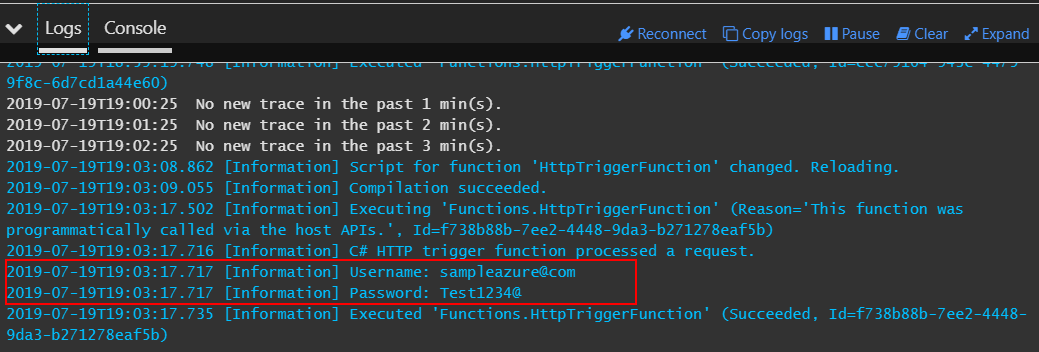 Logs Console Reconnect Copy logs Pause Clear Expand
[Information] Executed
9f8c-6d7cd1a44e60)
2019-07-19T19:00:25 No new trace in the past 1 min(s).
2019-07-19T19:01:25 No new trace in the past 2 min(s).
2019-07-19T19:02:25 No new trace in the past 3 min(s).
2019-07-19T19:03:08.862 [Information] Script for function 'HttpTriggerFunction' changed. Reloading.
2019-07-19T19:03:09.055 [Information] Compilation succeeded.
2019-07-19T19:03:17.502 [Information] Executing 'Functions.HttpTriggerFunction' (Reason='This function was
programmatically called via the host APIs.', Id=f738b88b-7ee2-4448-9da3-b271278eaf5b)
2019-07-19T19:03:17.716 [Information] C# HTTP trigger function processed a request.
2019-07-19T19:03:17.717 [Information] Username: sampleazure@com
2019-07-19T19:03:17.717 [Information] Password: Test1234@
2019-07-19T19:03:17.735 [Information] Executed 'Functions.HttpTriggerFunction' (Succeeded, Id=f738b88b-7ee2-4448-
9da3-b271278eaf5b)